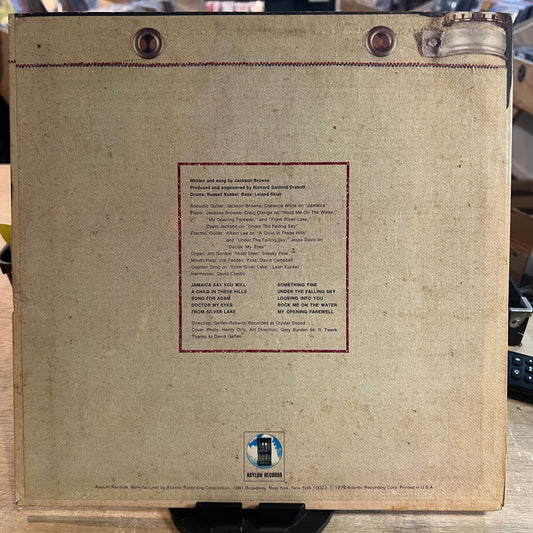 Written and sung by Jackson Browne
Produced and engineered by Richard Sanford Orshoff
Drums: Russell Kunkel; Bass: Leland Sklar
Acoustic Guitar: Jackson Browne; Clarence White on "Jamaica"
Piano: Jackson Browne; Craig Doerge on "Rock Me On The Water,"
"My Opening Farewell" and "From Silver Lake,"
David Jackson on "Under The Falling Sky"
Electric Guitar: Albert Lee on "A Child In These Hills"
and "Under The Falling Sky," Jesse Davis on
"Doctor My Eyes"
Organ: Jim Gordon; Pedal Steel: Sneaky Pete
Mouth Harp: Jim Fadden; Viola: David Campbell
Counter Song on "From Silver Lake:" Leah Kunkel
Harmonies: David Crosby
JAMAICA SAY YOU WILL
A CHILD IN THESE HILLS
SONG FOR ADAM
DOCTOR MY EYES
FROM SILVER LAKE
SOMETHING FINE
UNDER THE FALLING SKY
LOOKING INTO YOU
ROCK ME ON THE WATER
MY OPENING FAREWELL
Direction: Geffen-Roberts/Recorded at Crystal Sound
Cover Photo: Henry Diltz, Art Direction: Gary Burden for R. Twerk
Thanks to David Geffen
ASYLUM RECORDS
Asylum Records, Manufactured by Atlantic Recording Corporation, 1841 Broadway, New York, New York 10023 / 1972 Atlantic Recording Corp. Printed in U.S.A.